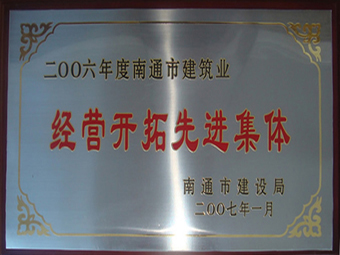 二〇〇六年度南通市建筑业
经营开拓先进集体
南通市建设局
二〇〇七年一月